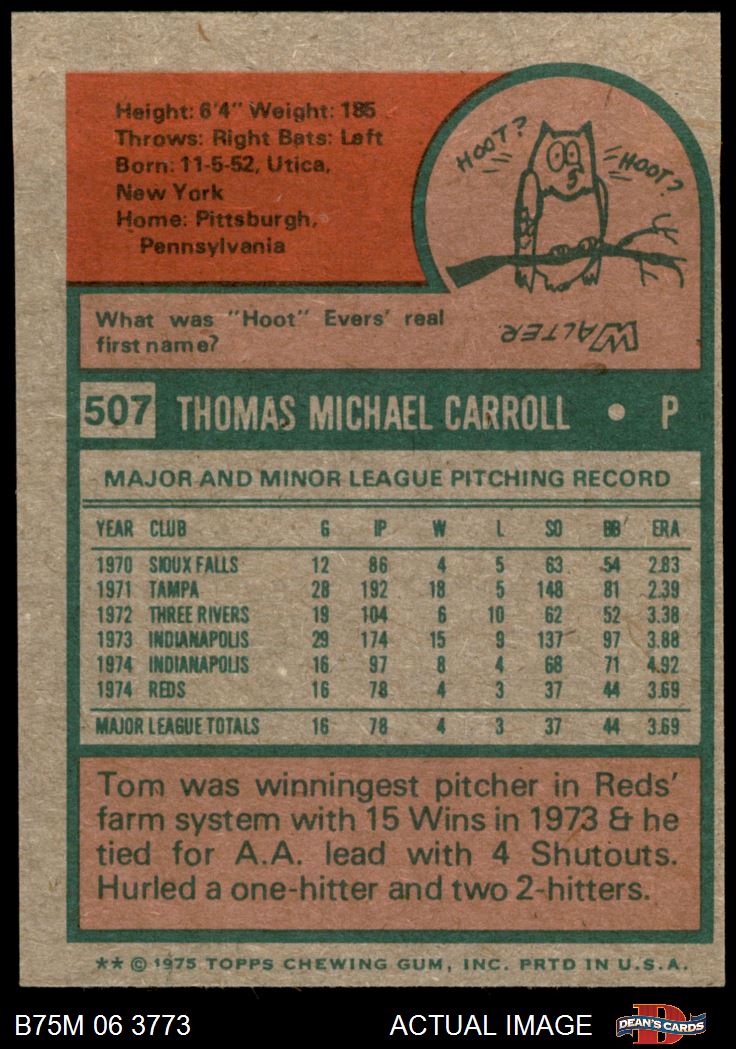 Height: 6'4" Weight: 185
Throws: Right Bats: Left
Born: 11-5-52, Utica,
New York
Home: Pittsburgh,
Pennsylvania
HOOT?
HOOT?
What was "Hoot" Evers' real
first name?
WALTER.
507 THOMAS MICHAEL CARROLL • P
MAJOR AND MINOR LEAGUE PITCHING RECORD
YEAR CLUB G IP W L SO BB ERA
1970 SIOUX FALLS 12 86 4 5 63 54 2.83
1971 TAMPA 28 192 18 5 148 81 2.39
1972 THREE RIVERS 19 104 6 10 62 52 3.38
1973 INDIANAPOLIS 29 174 15 9 137 97 3.88
1974 INDIANAPOLIS 16 97 8 4 68 71 4.92
1974 REDS 16 78 4 3 37 44 3.69
MAJOR LEAGUE TOTALS 16 78 4 3 37 44 3.69
Tom was winningest pitcher in Reds'
farm system with 15 Wins in 1973 & he
tied for A.A. lead with 4 Shutouts.
Hurled a one-hitter and two 2-hitters.
** © 1975 TOPPS CHEWING GUM, INC. PRTD IN U.S.A.
B75M 06 3773 ACTUAL IMAGE D DEAN'S CARDS